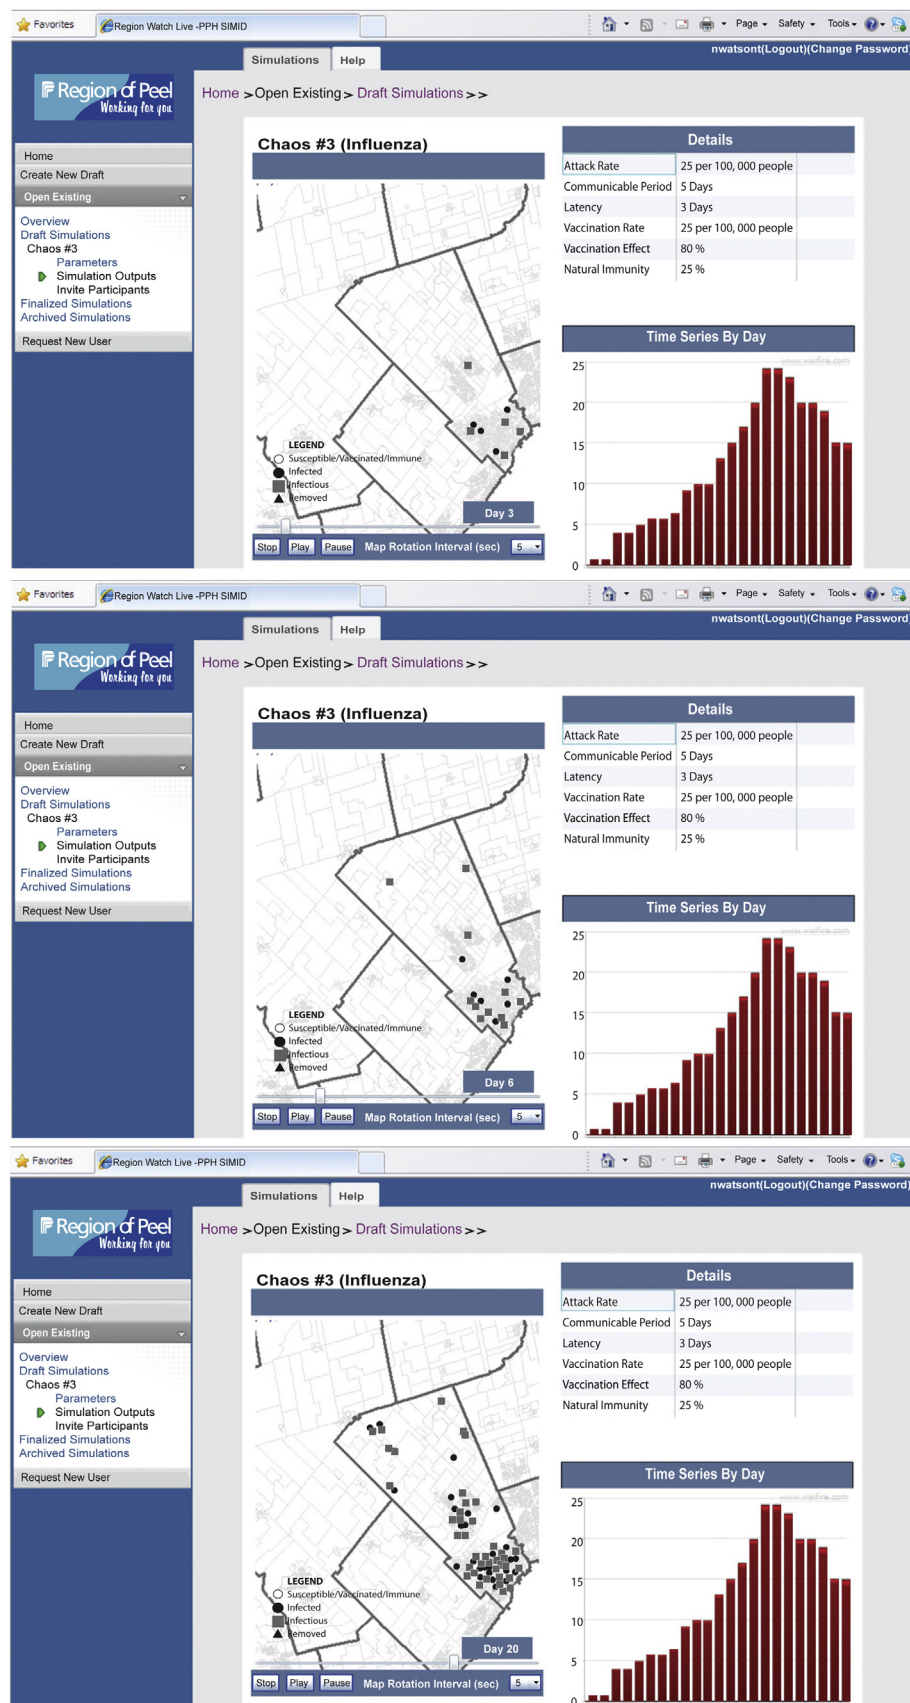 Favorites Region Watch Live -PPH SIMID Page Safety Tools
nwatsont(Logout)(Change Password)
Simulations Help
Region of Peel
Working for you
Home >Open Existing> Draft Simulations>>
Home
Create New Draft
Open Existing
Overview
Draft Simulations
Chaos #3
Parameters
Simulation Outputs
Invite Participants
Finalized Simulations
Archived Simulations
Request New User
Chaos #3 (Influenza)
LEGEND
Susceptible/Vaccinated/Immune
Infected
Infectious
Removed
Day 3
Stop Play Pause Map Rotation Interval (sec) 5
Details
Attack Rate 25 per 100, 000 people
Communicable Period 5 Days
Latency 3 Days
Vaccination Rate 25 per 100, 000 people
Vaccination Effect 80 %
Natural Immunity 25 %
Time Series By Day
www.visifire.com
25
20
15
10
5
0
Favorites Region Watch Live -PPH SIMID Page Safety Tools
nwatsont(Logout)(Change Password)
Simulations Help
Region of Peel
Working for you
Home >Open Existing> Draft Simulations>>
Home
Create New Draft
Open Existing
Overview
Draft Simulations
Chaos #3
Parameters
Simulation Outputs
Invite Participants
Finalized Simulations
Archived Simulations
Request New User
Chaos #3 (Influenza)
LEGEND
Susceptible/Vaccinated/Immune
Infected
Infectious
Removed
Day 6
Stop Play Pause Map Rotation Interval (sec) 5
Details
Attack Rate 25 per 100, 000 people
Communicable Period 5 Days
Latency 3 Days
Vaccination Rate 25 per 100, 000 people
Vaccination Effect 80 %
Natural Immunity 25 %
Time Series By Day
www.visifire.com
25
20
15
10
5
0
Favorites Region Watch Live -PPH SIMID Page Safety Tools
nwatsont(Logout)(Change Password)
Simulations Help
Region of Peel
Working for you
Home >Open Existing> Draft Simulations>>
Home
Create New Draft
Open Existing
Overview
Draft Simulations
Chaos #3
Parameters
Simulation Outputs
Invite Participants
Finalized Simulations
Archived Simulations
Request New User
Chaos #3 (Influenza)
LEGEND
Susceptible/Vaccinated/Immune
Infected
Infectious
Removed
Day 20
Stop Play Pause Map Rotation Interval (sec) 5
Details
Attack Rate 25 per 100, 000 people
Communicable Period 5 Days
Latency 3 Days
Vaccination Rate 25 per 100, 000 people
Vaccination Effect 80 %
Natural Immunity 25 %
Time Series By Day
www.visifire.com
25
20
15
10
5
0